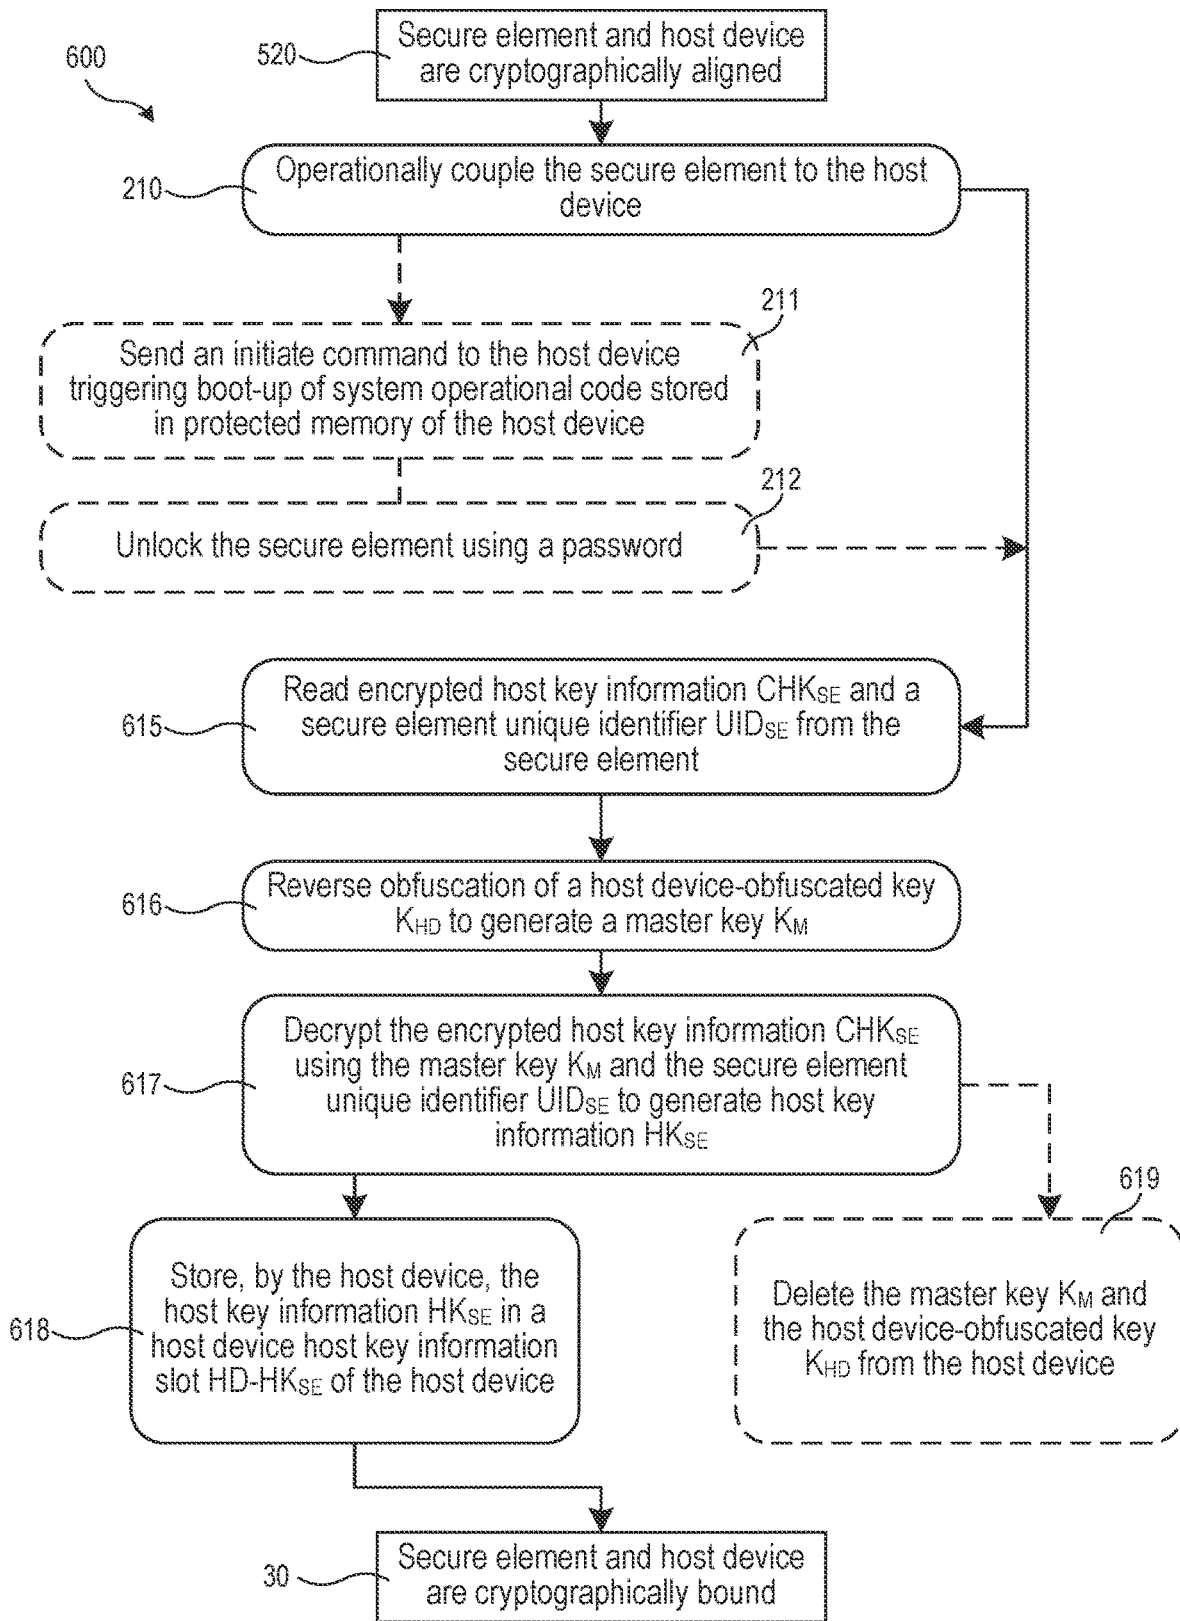 600
520
Secure element and host device
are cryptographically aligned
210
Operationally couple the secure element to the host
device
211
Send an initiate command to the host device
triggering boot-up of system operational code stored
in protected memory of the host device
212
Unlock the secure element using a password
615
Read encrypted host key information CHKSE and a
secure element unique identifier UIDSE from the
secure element
616
Reverse obfuscation of a host device-obfuscated key
KHD to generate a master key KM
617
Decrypt the encrypted host key information CHKSE
using the master key KM and the secure element
unique identifier UIDSE to generate host key
information HKSE
618
Store, by the host device, the
host key information HKSE in a
host device host key information
slot HD-HKSE of the host device
619
Delete the master key KM and
the host device-obfuscated key
KHD from the host device
30
Secure element and host device
are cryptographically bound